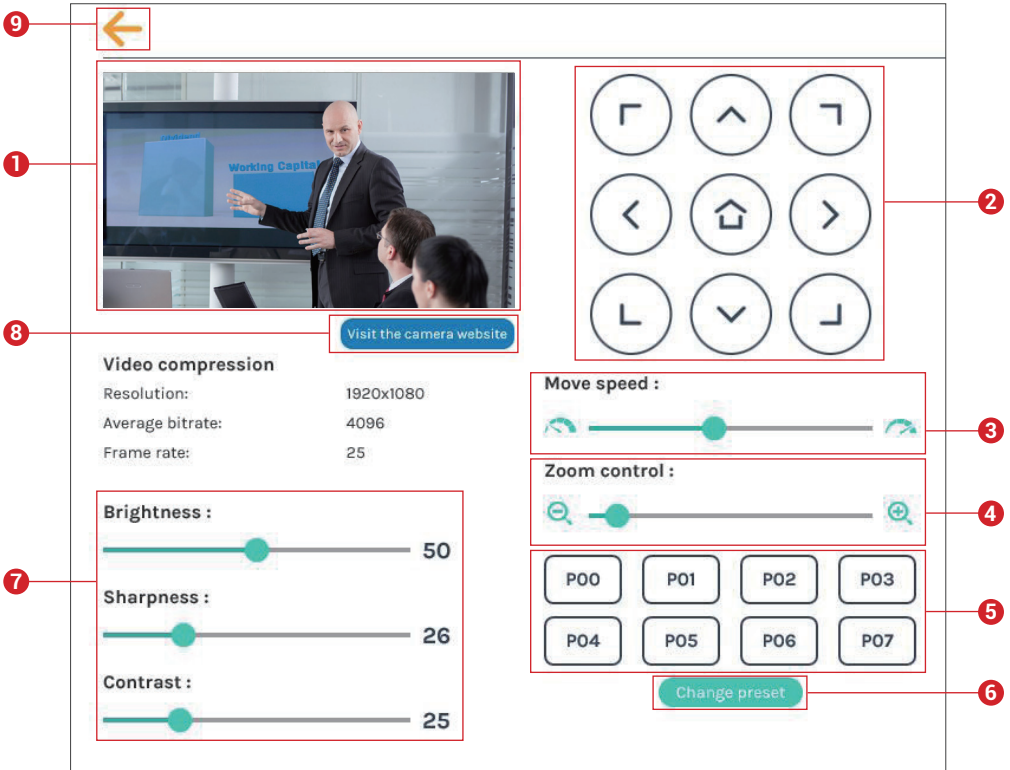 9
1
Working Capital
2
8
Visit the camera website
Video compression
Resolution: 1920x1080
Average bitrate: 4096
Frame rate: 25
Move speed :
3
Zoom control :
4
7
Brightness :
50
Sharpness :
26
Contrast :
25
P00 P01 P02 P03
P04 P05 P06 P07
5
Change preset
6